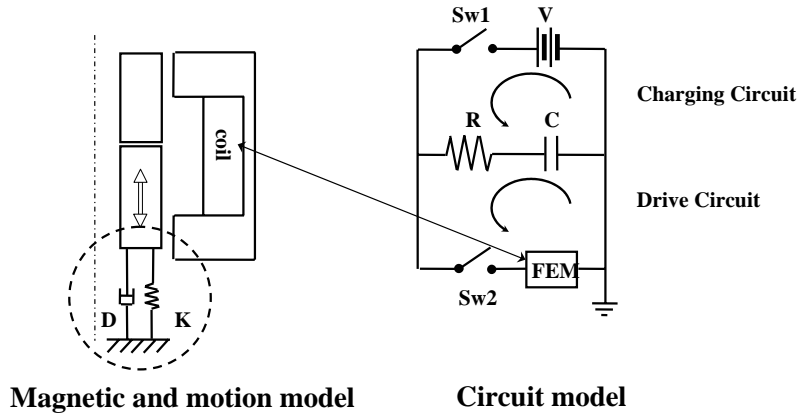 Sw1
V
Charging Circuit
R
C
coil
Drive Circuit
FEM
Sw2
D
K
Magnetic and motion model
Circuit model